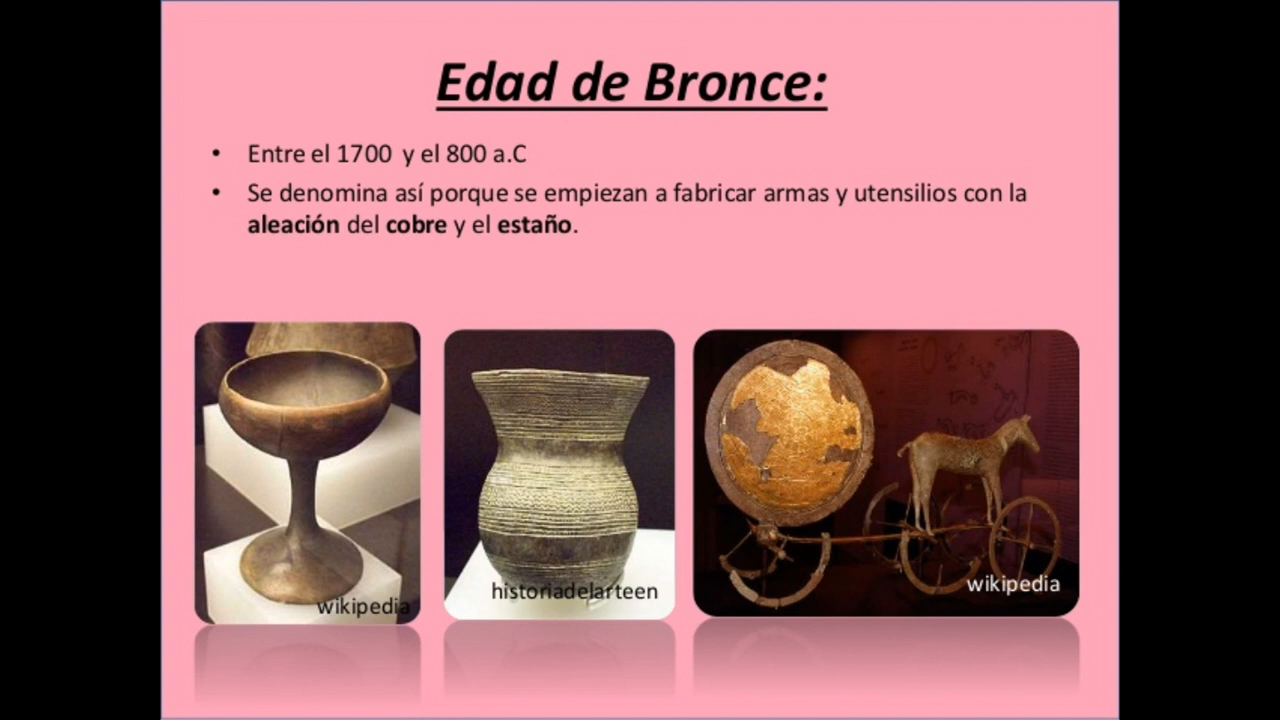 Edad de Bronce:
• Entre el 1700 y el 800 a.C
• Se denomina así porque se empiezan a fabricar armas y utensilios con la
aleación del cobre y el estaño.
wikipedia
historiadelarteen
wikipedia